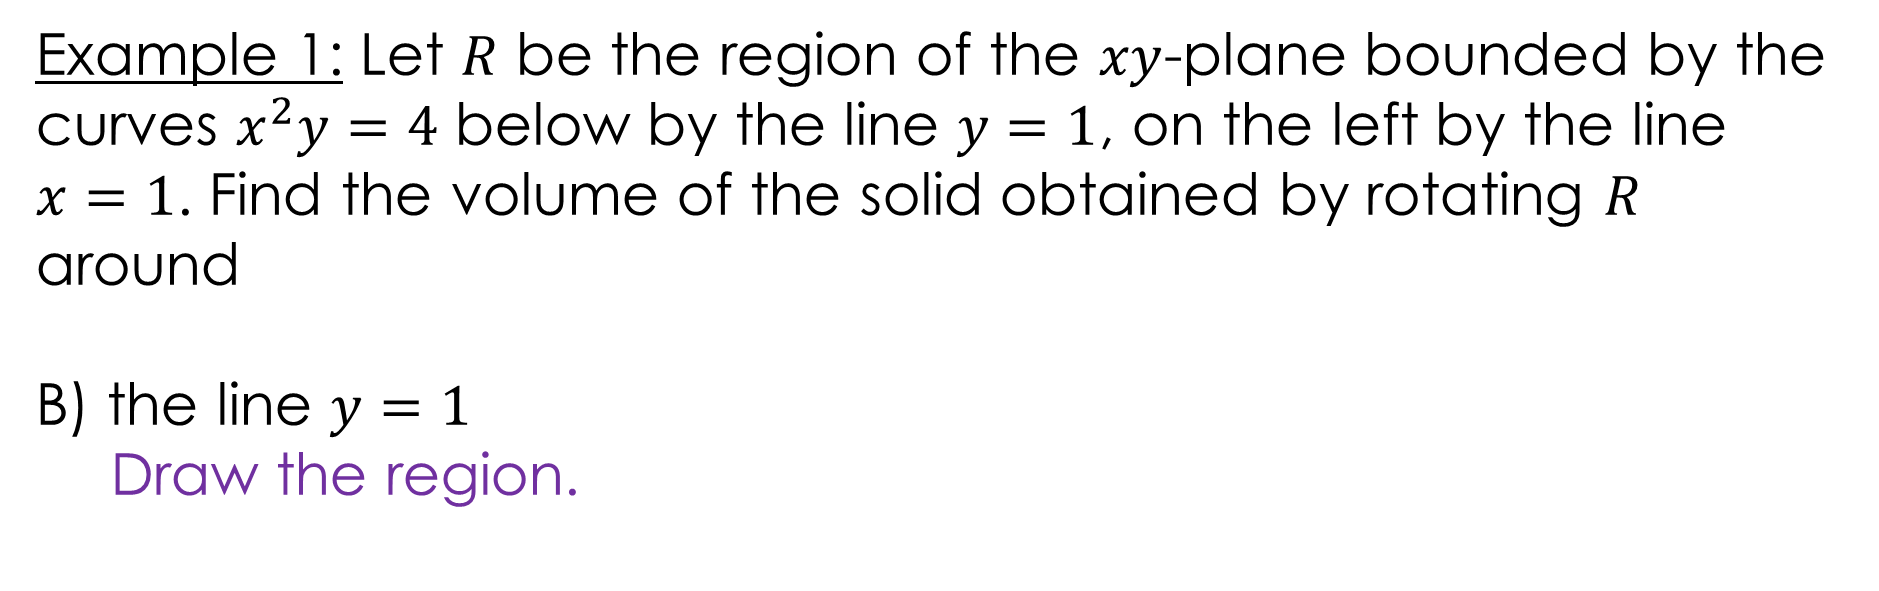 Example 1: Let R be the region of the xy-plane bounded by the
curves x²y = 4 below by the line y = 1, on the left by the line
x = 1. Find the volume of the solid obtained by rotating R
around
B) the line y = 1
Draw the region.